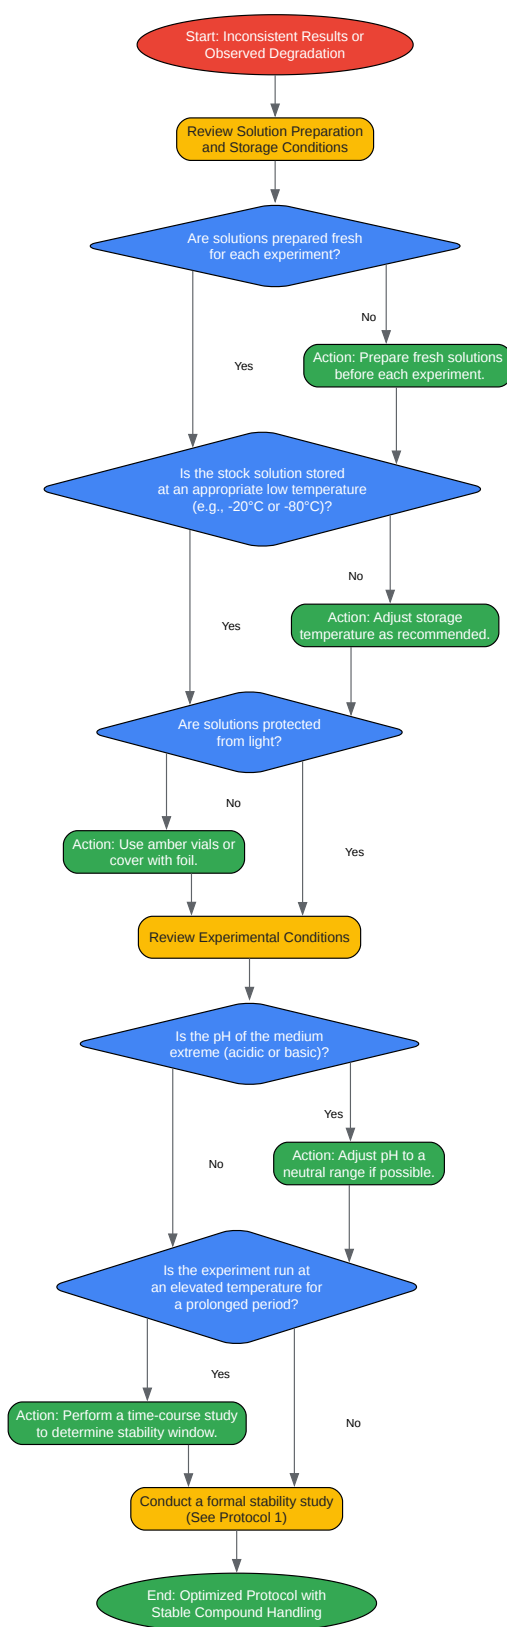 Start: Inconsistent Results or
Observed Degradation
Review Solution Preparation
and Storage Conditions
Are solutions prepared fresh
for each experiment?
No
Yes
Action: Prepare fresh solutions
before each experiment.
Is the stock solution stored
at an appropriate low temperature
(e.g., -20°C or -80°C)?
No
Yes
Action: Adjust storage
temperature as recommended.
Are solutions protected
from light?
No
Yes
Action: Use amber vials or
cover with foil.
Review Experimental Conditions
Is the pH of the medium
extreme (acidic or basic)?
Yes
No
Action: Adjust pH to a
neutral range if possible.
Is the experiment run at
an elevated temperature for
a prolonged period?
Yes
No
Action: Perform a time-course study
to determine stability window.
Conduct a formal stability study
(See Protocol 1)
End: Optimized Protocol with
Stable Compound Handling